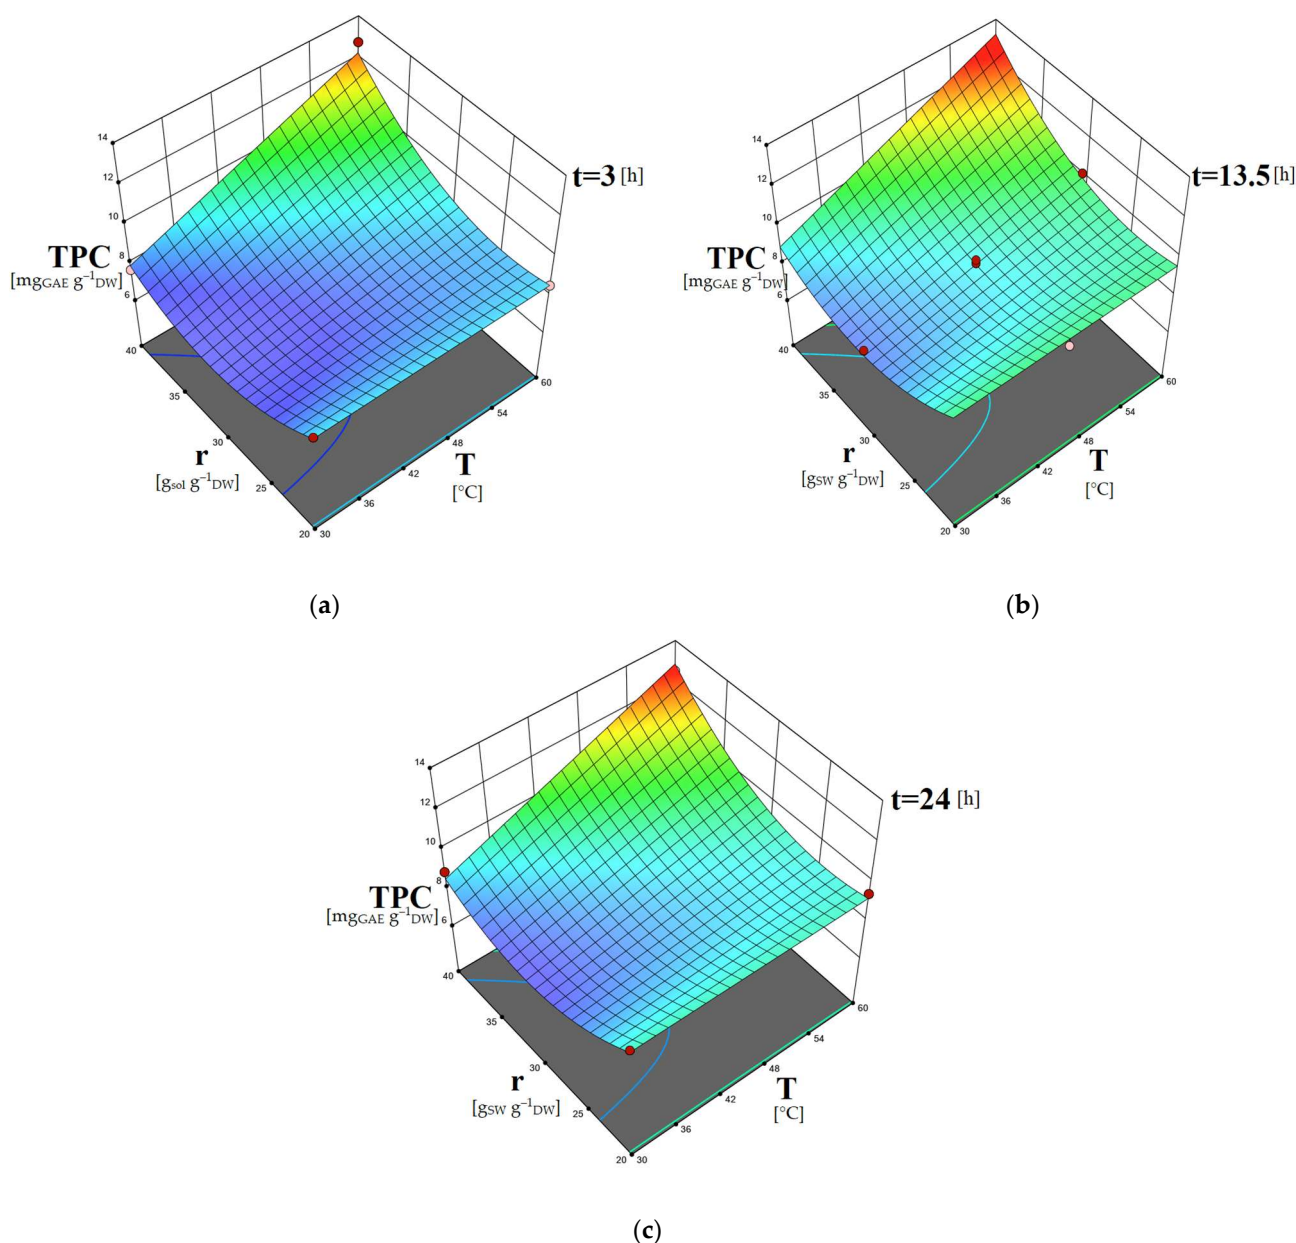 14
12
10
8
6
TPC
[mgGAE g⁻¹DW]
t=3 [h]
40
35
30
25
20
r
[gsol g⁻¹DW]
30
36
42
48
54
60
T
[°C]
(a)
14
12
10
8
6
TPC
[mgGAE g⁻¹DW]
t=13.5 [h]
40
35
30
25
20
r
[gSW g⁻¹DW]
30
36
42
48
54
60
T
[°C]
(b)
14
12
10
8
6
TPC
[mgGAE g⁻¹DW]
t=24 [h]
40
35
30
25
20
r
[gSW g⁻¹DW]
30
36
42
48
54
60
T
[°C]
(c)